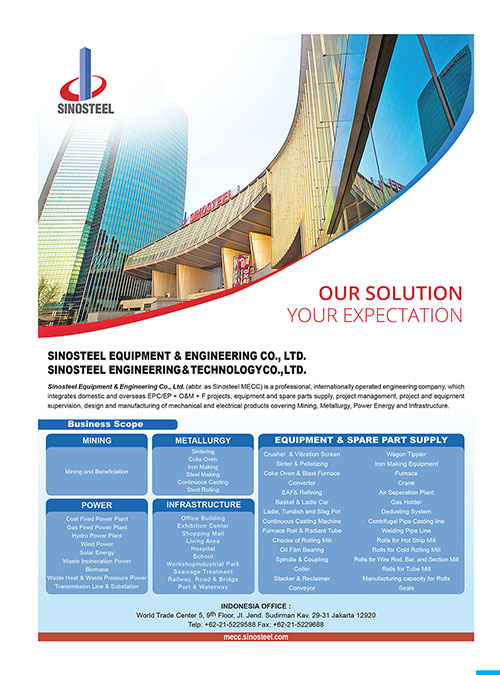 SINOSTEEL
SINOSTEEL
OUR SOLUTION
YOUR EXPECTATION
SINOSTEEL EQUIPMENT & ENGINEERING CO., LTD.
SINOSTEEL ENGINEERING&TECHNOLOGYCO.,LTD.
Sinosteel Equipment & Engineering Co., Ltd. (abbr. as Sinosteel MECC) is a professional, internationally operated engineering company, which
integrates domestic and overseas EPC/EP + O&M + F projects, equipment and spare parts supply, project management, project and equipment
supervision, design and manufacturing of mechanical and electrical products covering Mining, Metallurgy, Power Energy and Infrastructure.
Business Scope
MINING
Mining and Beneficiation
METALLURGY
Sintering
Coke Oven
Iron Making
Steel Making
Continuous Casting
Steel Rolling
POWER
Coal Fired Power Plant
Gas Fired Power Plant
Hydro Power Plant
Wind Power
Solar Energy
Waste Incineration Power
Biomass
Waste Heat & Waste Pressure Power
Transmission Line & Substation
INFRASTRUCTURE
Office Building
Exhibition Center
Shopping Mall
Living Area
Hospital
School
Workshopindustrial Park
Seawage Treatment
Railway, Road & Bridge
Port & Waterway
EQUIPMENT & SPARE PART SUPPLY
Crusher & Vibration Screen
Sinter & Pelletizing
Coke Oven & Blast Furnace
Converter
EAF& Refining
Basket & Ladle Car
Ladle, Tundish and Slag Pot
Continuous Casting Machine
Furnace Roll & Radiant Tube
Chocks of Rolling Mill
Oil Film Bearing
Spindle & Coupling
Coiler
Stacker & Reclaimer
Conveyor
Wagon Tippler
Iron Making Equipment
Furnace
Crane
Air Seperation Plant
Gas Holder
Dedusting System
Centrifugal Pipe Casting line
Welding Pipe Line
Rolls for Hot Strip Mill
Rolls for Cold Rolling Mill
Rolls for Wire Rod, Bar, and Section Mill
Rolls for Tube Mill
Manufacturing capacity for Rolls
Seals
INDONESIA OFFICE :
World Trade Center 5, 9th Floor, Jl. Jend. Sudirman Kav. 29-31 Jakarta 12920
Telp: +62-21-5229588 Fax: +62-21-5229688
mecc.sinosteel.com